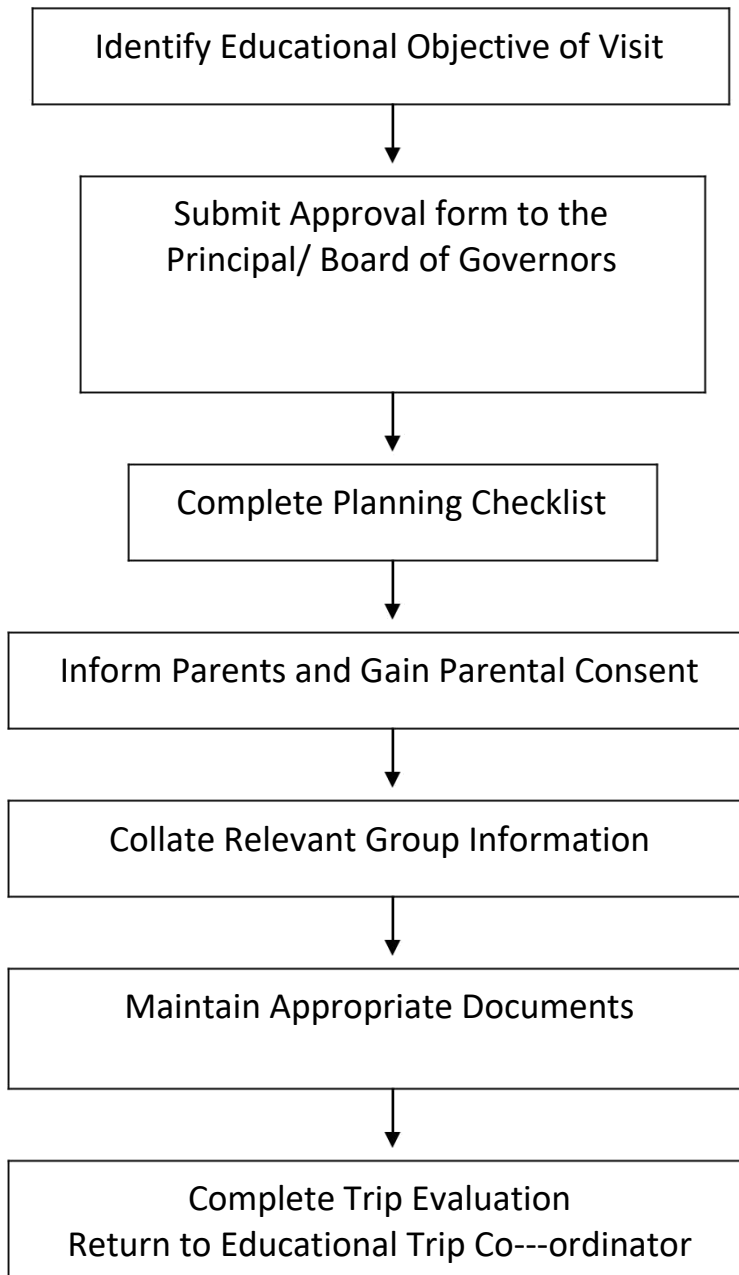 Identify Educational Objective of Visit
Submit Approval form to the
Principal/ Board of Governors
Complete Planning Checklist
Inform Parents and Gain Parental Consent
Collate Relevant Group Information
Maintain Appropriate Documents
Complete Trip Evaluation
Return to Educational Trip Co---ordinator